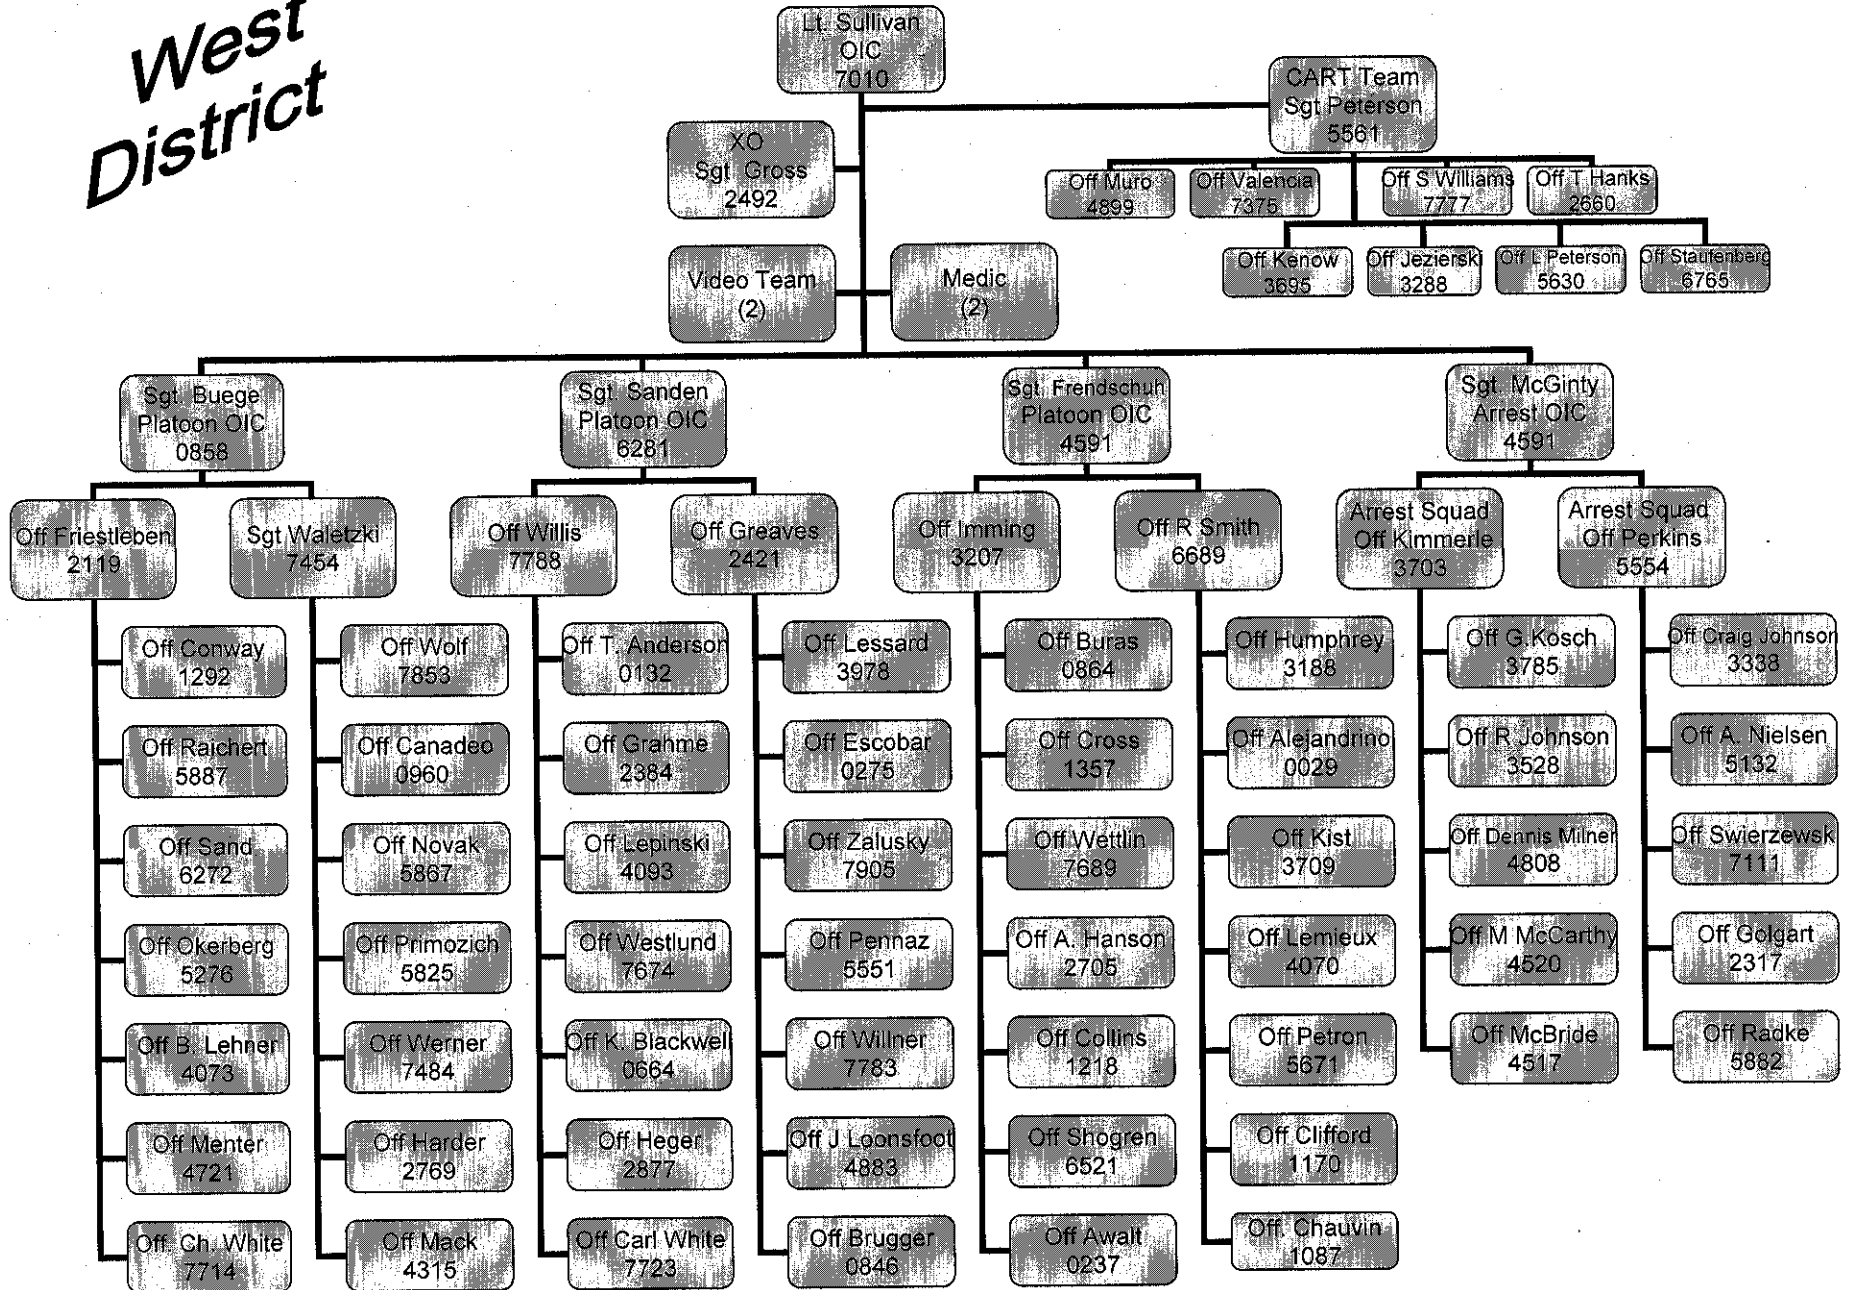 West
District
Lt. Sullivan
OIC
7010
CART Team
Sgt Peterson
5561
XO
Sgt Gross
2492
Off Muro
4899
Off Valencia
7375
Off S Williams
7777
Off T Hanks
2660
Off Kenow
3695
Off Jezierski
3288
Off L Peterson
5630
Off Staufenberg
6765
Video Team
(2)
Medic
(2)
Sgt. Buege
Platoon OIC
0858
Sgt. Sanden
Platoon OIC
6281
Sgt. Frendschuh
Platoon OIC
4591
Sgt. McGinty
Arrest OIC
4591
Off Friestleben
2119
Sgt Waletzki
7454
Off Willis
7788
Off Greaves
2421
Off Imming
3207
Off R Smith
6689
Arrest Squad
Off Kimmerle
3703
Arrest Squad
Off Perkins
5554
Off Conway
1292
Off Raichert
5887
Off Sand
6272
Off Okerberg
5276
Off B. Lehner
4073
Off Menter
4721
Off. Ch. White
7714
Off Wolf
7853
Off Canadeo
0960
Off Novak
5867
Off Primozich
5825
Off Werner
7484
Off Harder
2769
Off Mack
4315
Off T. Anderson
0132
Off Grahme
2384
Off Lepinski
4093
Off Westlund
7674
Off K. Blackwell
0664
Off Heger
2877
Off Carl White
7723
Off Lessard
3978
Off Escobar
0275
Off Zalusky
7905
Off Pennaz
5551
Off Willner
7783
Off J Loonsfoot
4883
Off Brugger
0846
Off Buras
0864
Off Cross
1357
Off Wettlin
7689
Off A. Hanson
2705
Off Collins
1218
Off Shogren
6521
Off Awalt
0237
Off Humphrey
3188
Off Alejandrino
0029
Off Kist
3709
Off Lemieux
4070
Off Petron
5671
Off Clifford
1170
Off. Chauvin
1087
Off G Kosch
3785
Off R Johnson
3528
Off Dennis Milner
4808
Off M McCarthy
4520
Off McBride
4517
Off Craig Johnson
3338
Off A. Nielsen
5132
Off Swierzewsk
7111
Off Golgart
2317
Off Radke
5882